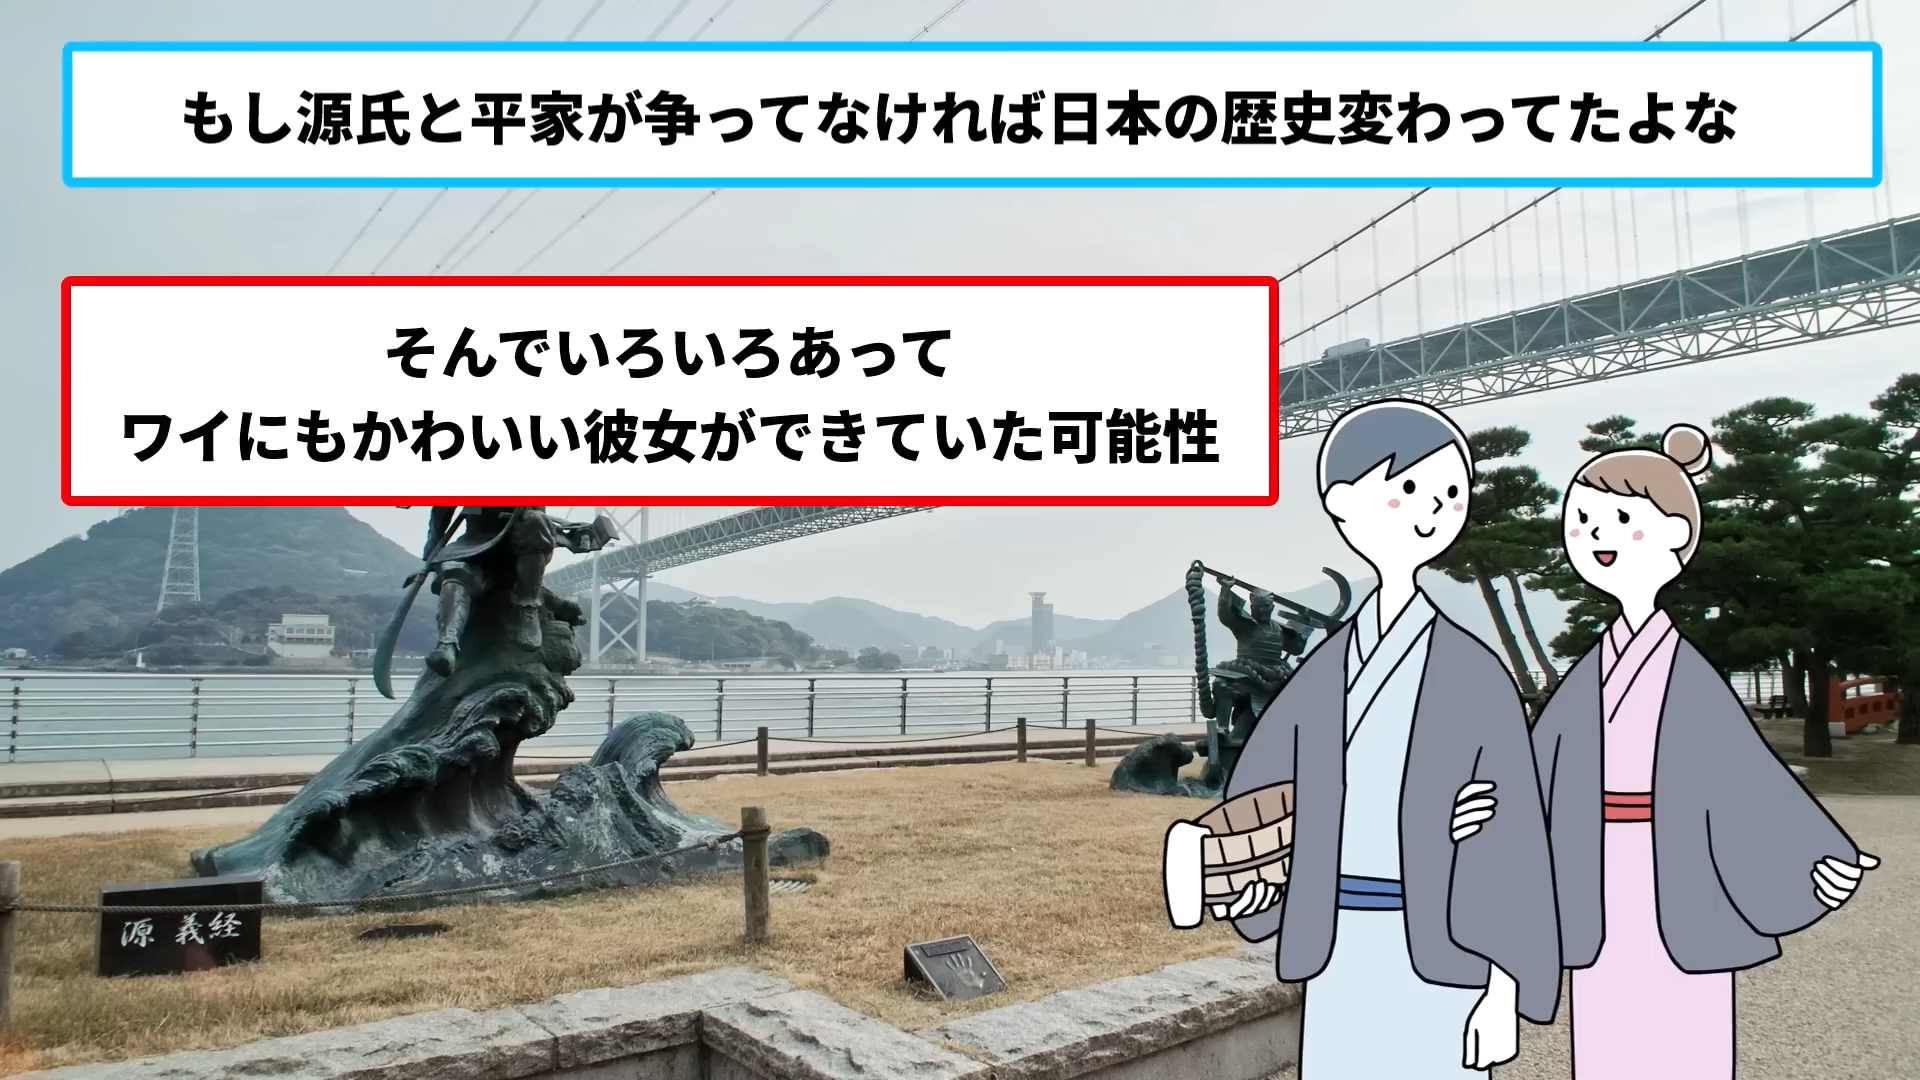 もし源氏と平家が争ってなければ日本の歴史変わってたよな
そんでいろいろあって
ワイにもかわいい彼女ができていた可能性
源 義経